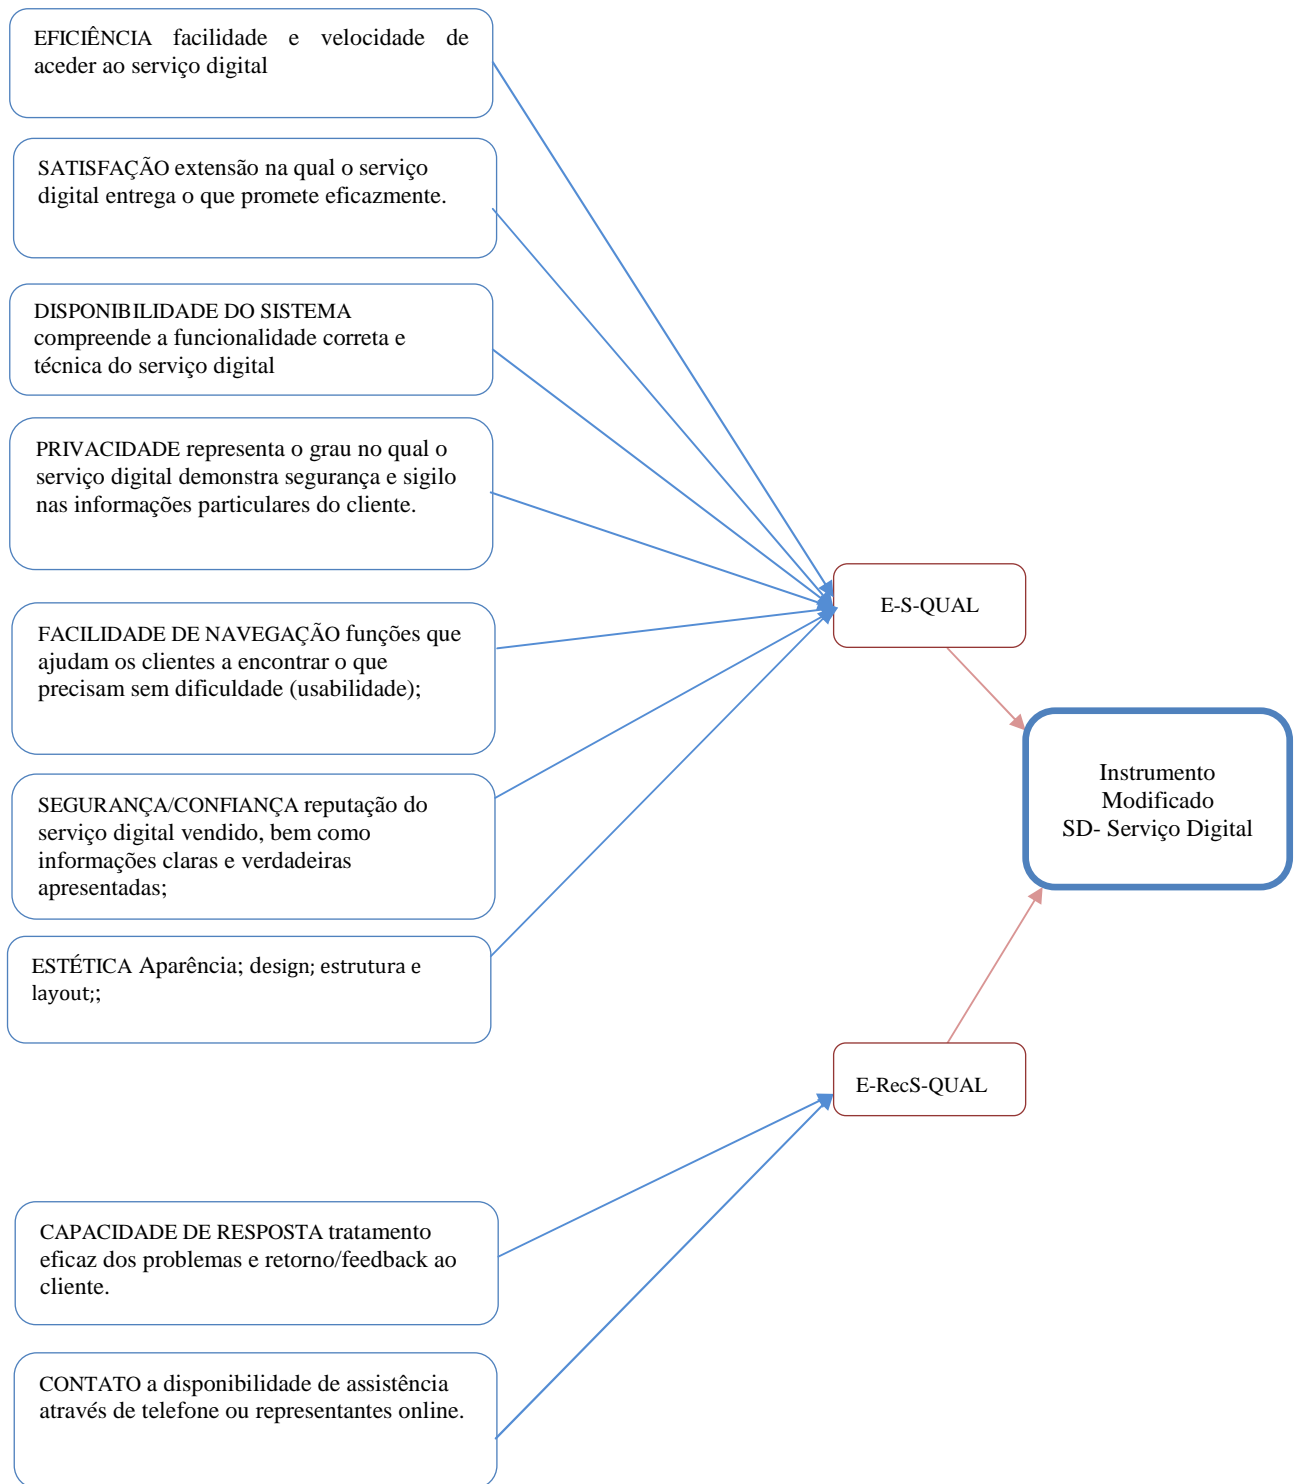 EFICIÊNCIA facilidade e velocidade de
aceder ao serviço digital
SATISFAÇÃO extensão na qual o serviço
digital entrega o que promete eficazmente.
DISPONIBILIDADE DO SISTEMA
compreende a funcionalidade correta e
técnica do serviço digital
PRIVACIDADE representa o grau no qual o
serviço digital demonstra segurança e sigilo
nas informações particulares do cliente.
E-S-QUAL
FACILIDADE DE NAVEGAÇÃO funções que
ajudam os clientes a encontrar o que
precisam sem dificuldade (usabilidade);
Instrumento
Modificado
SD- Serviço Digital
SEGURANÇA/CONFIANÇA reputação do
serviço digital vendido, bem como
informações claras e verdadeiras
apresentadas;
ESTÉTICA Aparência; design; estrutura e
layout;;
E-RecS-QUAL
CAPACIDADE DE RESPOSTA tratamento
eficaz dos problemas e retorno/feedback ao
cliente.
CONTATO a disponibilidade de assistência
através de telefone ou representantes online.